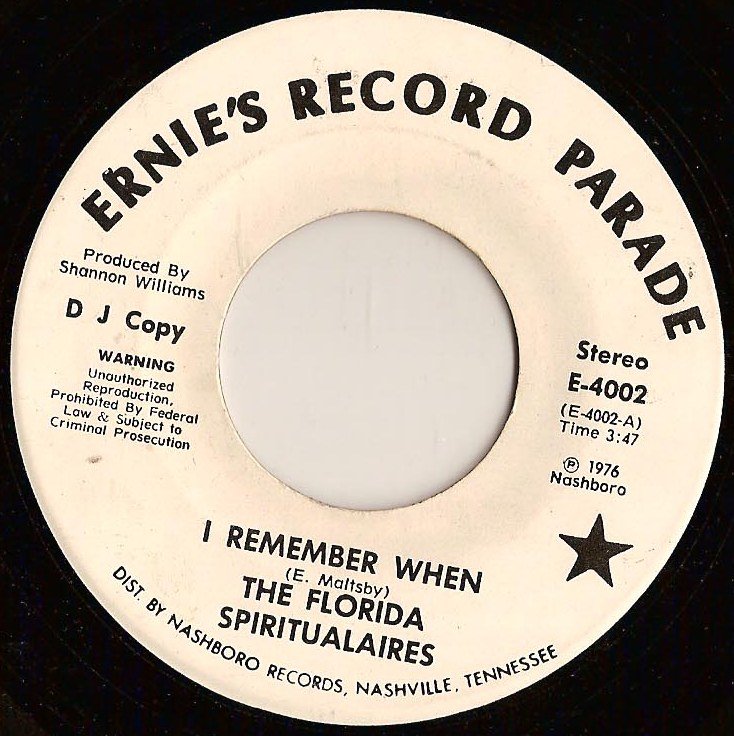 ERNIE'S RECORD PARADE
Produced By
Shannon Williams
D J Copy
WARNING
Unauthorized
Reproduction,
Prohibited By Federal
Law & Subject to
Criminal Prosecution
Stereo
E-4002
(E-4002-A)
Time 3:47
℗ 1976
Nashboro
I REMEMBER WHEN
(E. Maltsby)
THE FLORIDA
SPIRITUALAIRES
DIST. BY NASHBORO RECORDS, NASHVILLE, TENNESSEE